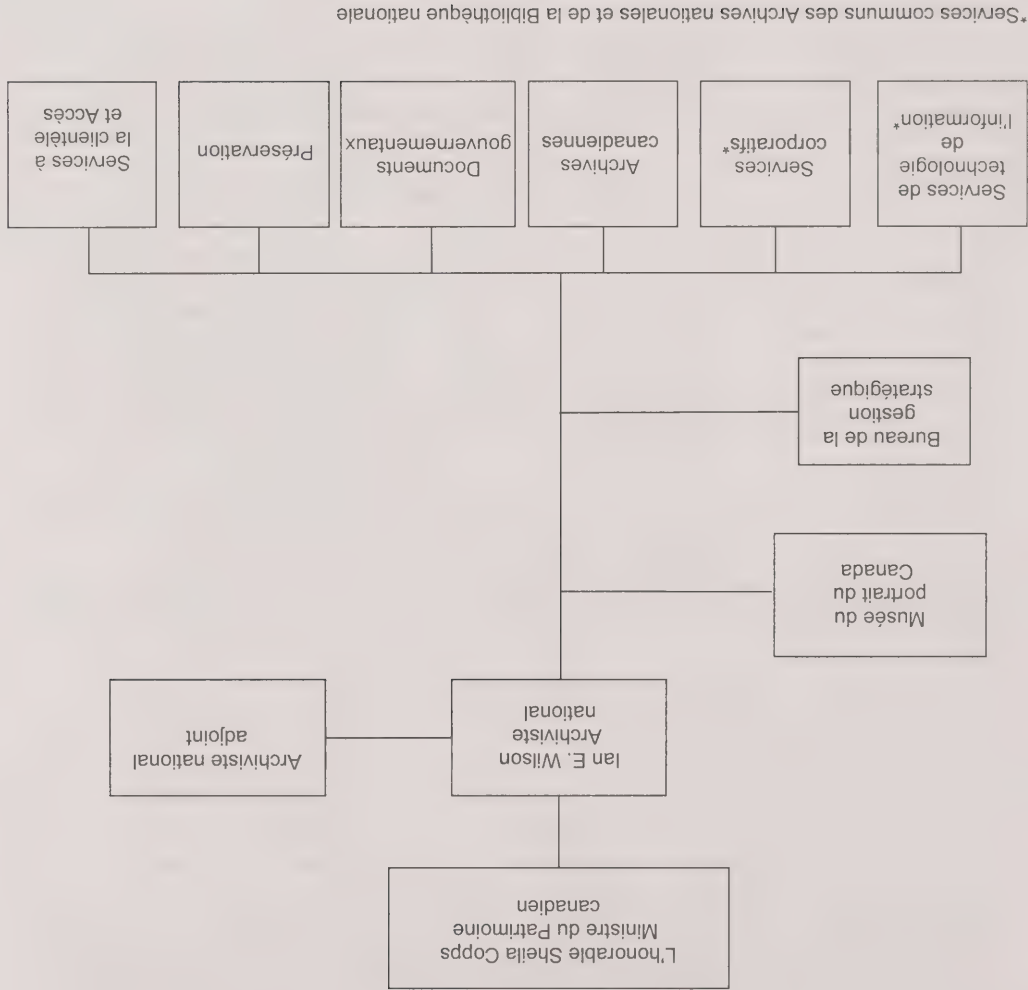 L'honorable Sheila Copps
Ministre du Patrimoine
canadien
Ian E. Wilson
Archiviste
national
Archiviste national
adjoint
Musée du
portrait du
Canada
Bureau de la
gestion
stratégique
Services de
technologie
de
l'information*
Services
corporatifs*
Archives
canadiennes
Documents
gouvernementaux
Préservation
Services à
la clientèle
et Accès
*Services communs des Archives nationales et de la Bibliothèque nationale